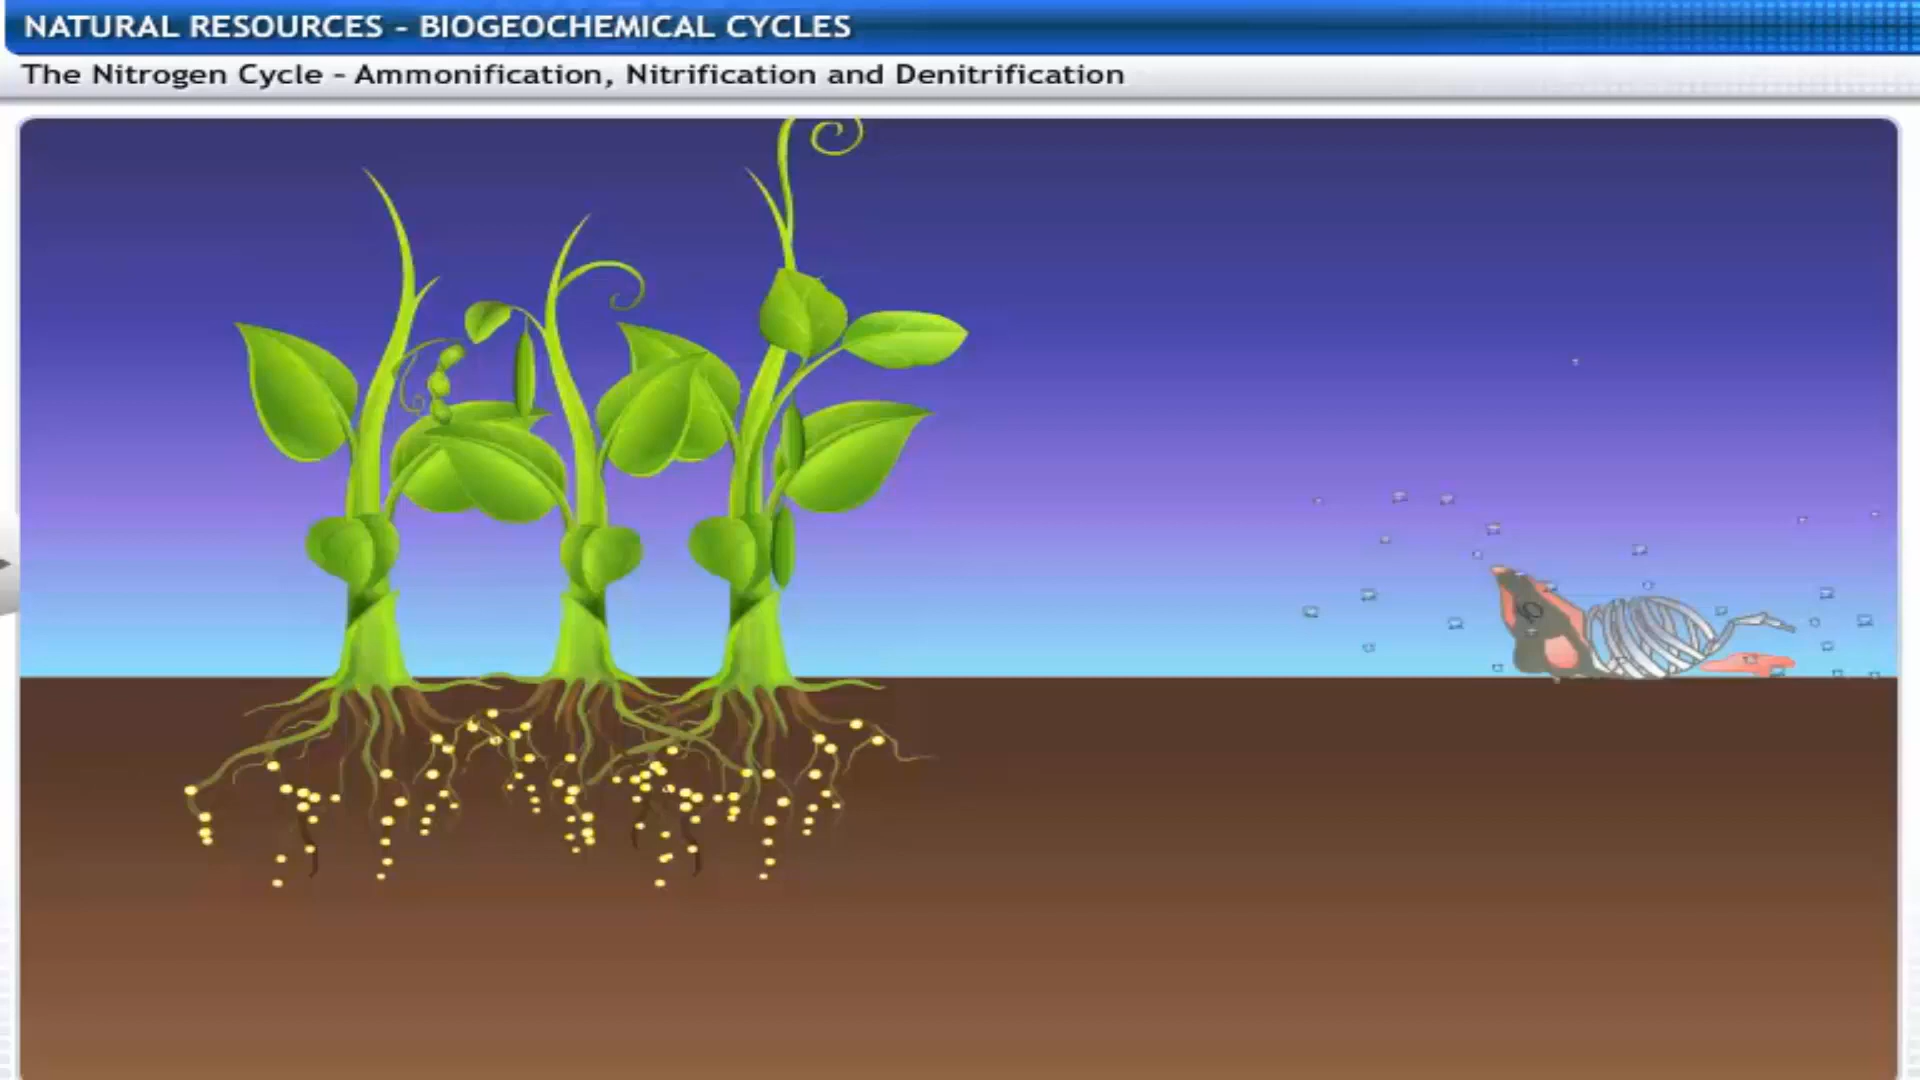 NATURAL RESOURCES – BIOGEOCHEMICAL CYCLES
The Nitrogen Cycle – Ammonification, Nitrification and Denitrification